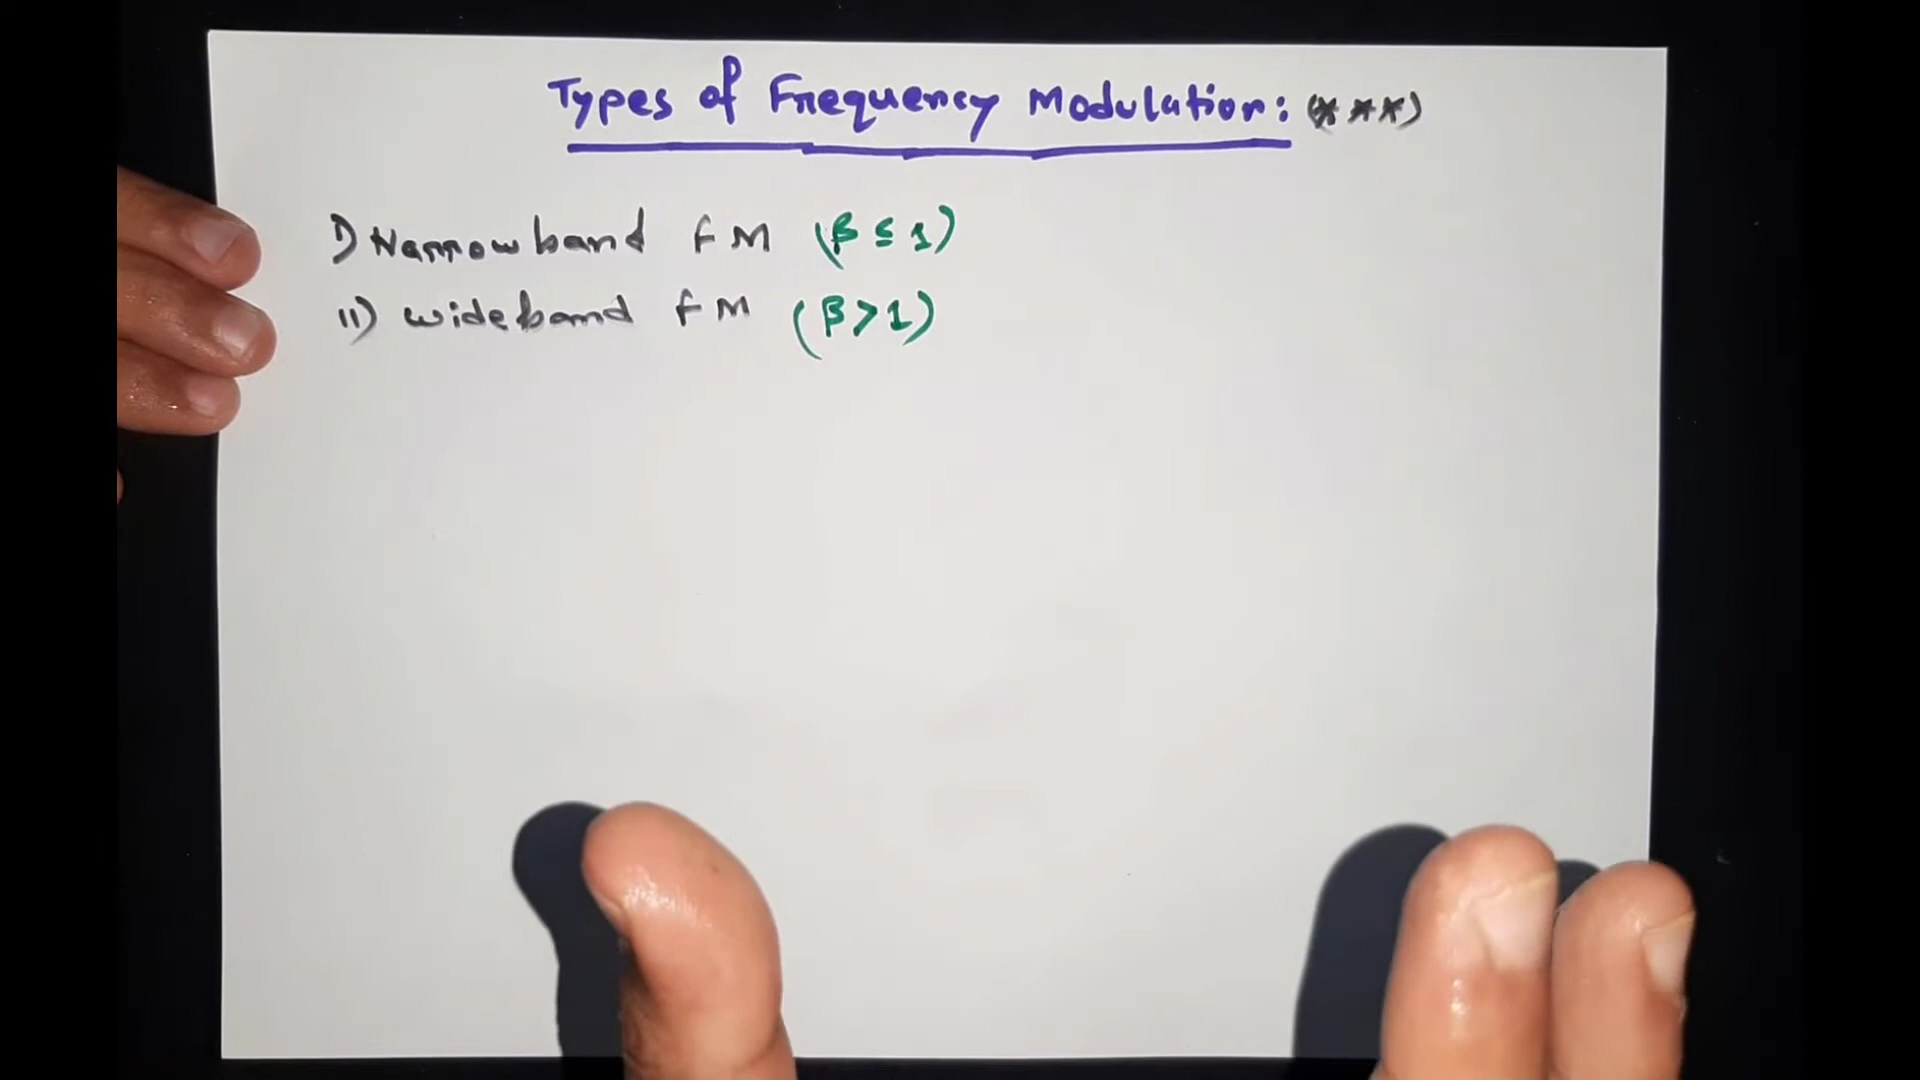 Types of Frequency Modulation: (***)
I) Narrowband FM (β ≤ 1)
II) wideband FM (β > 1)